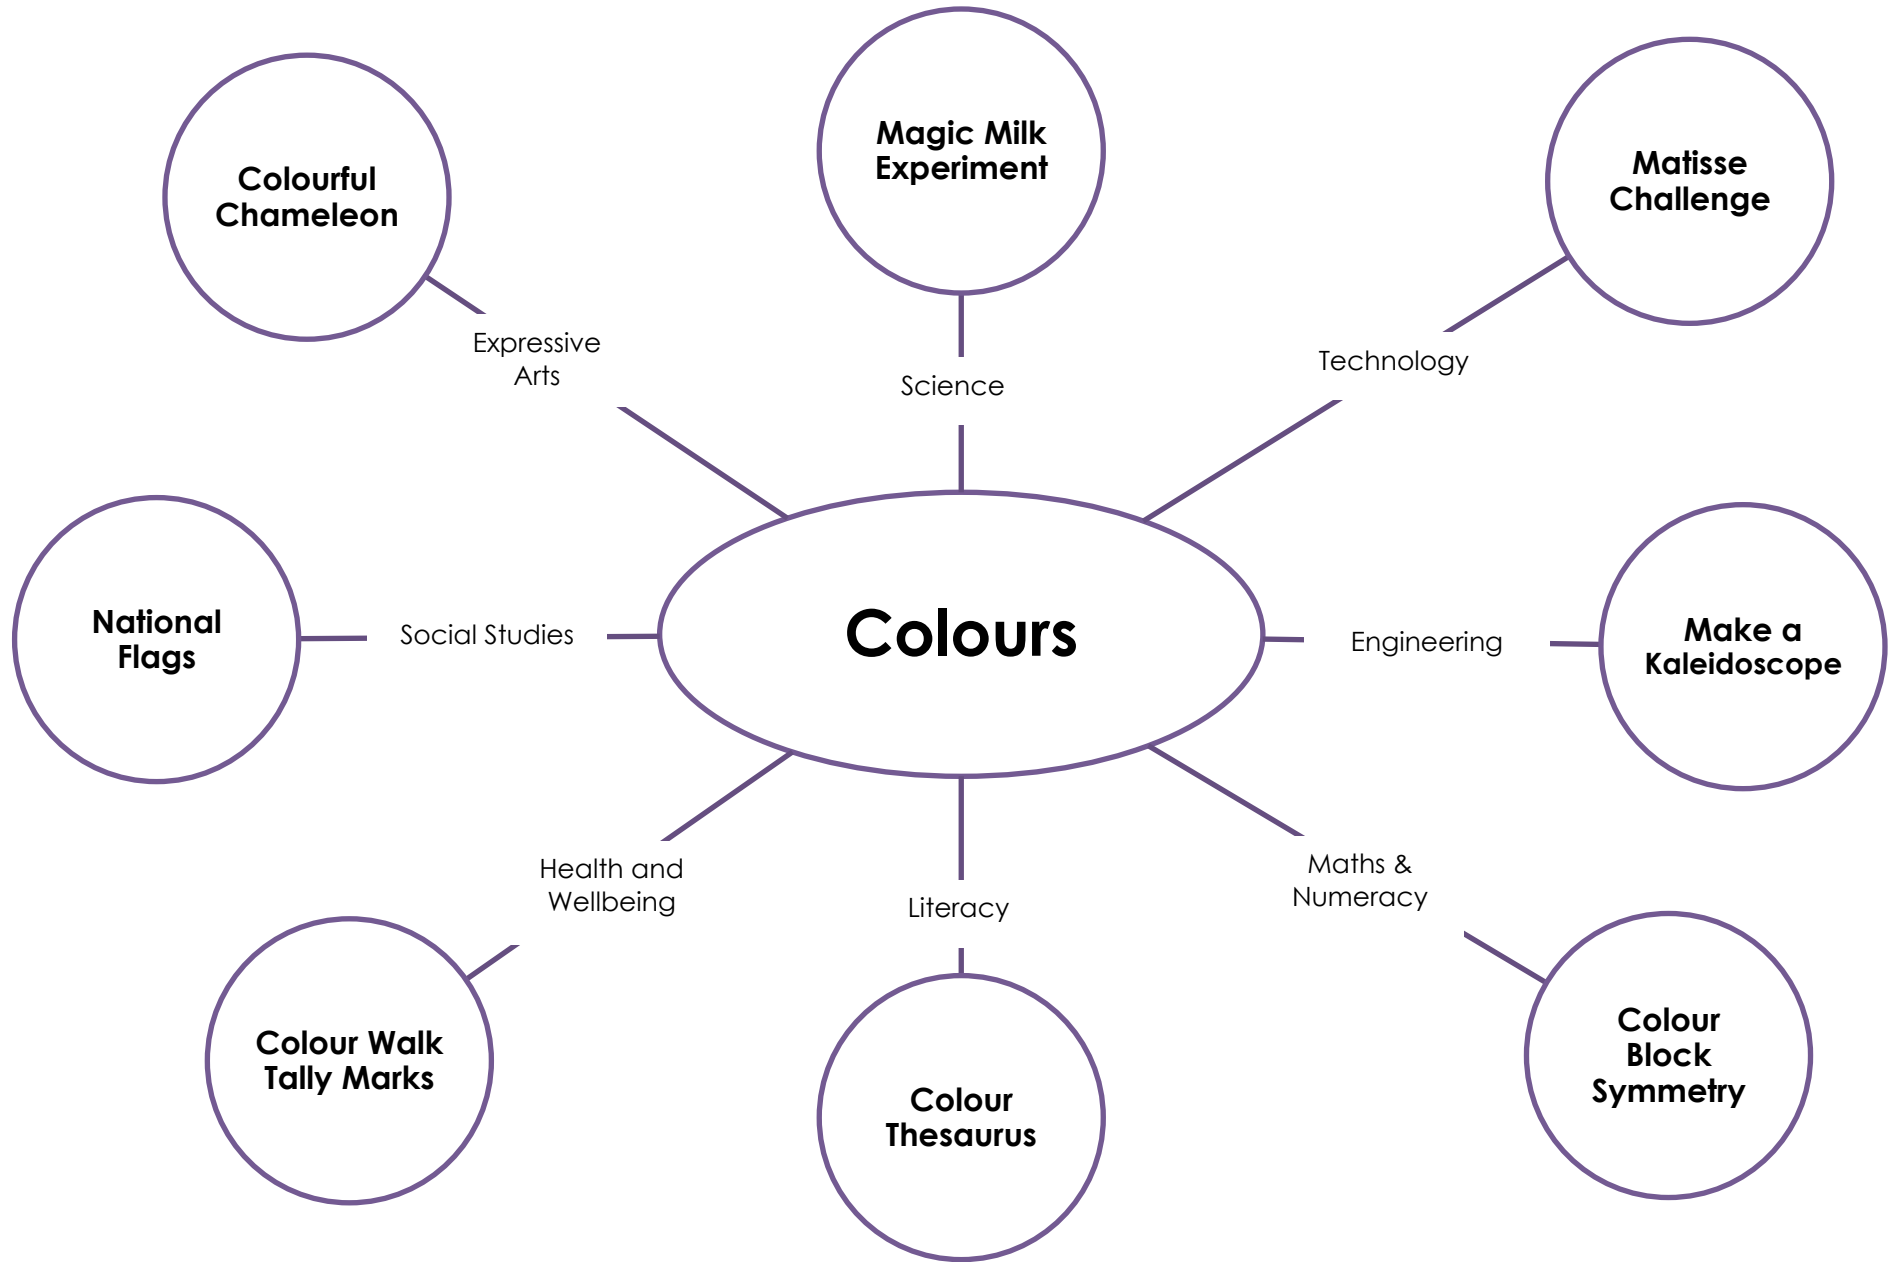 Magic Milk
Experiment
Matisse
Challenge
Colourful
Chameleon
Expressive
Arts
Science
Technology
National
Flags
Social Studies
Colours
Engineering
Make a
Kaleidoscope
Health and
Wellbeing
Literacy
Maths &
Numeracy
Colour Walk
Tally Marks
Colour
Thesaurus
Colour
Block
Symmetry